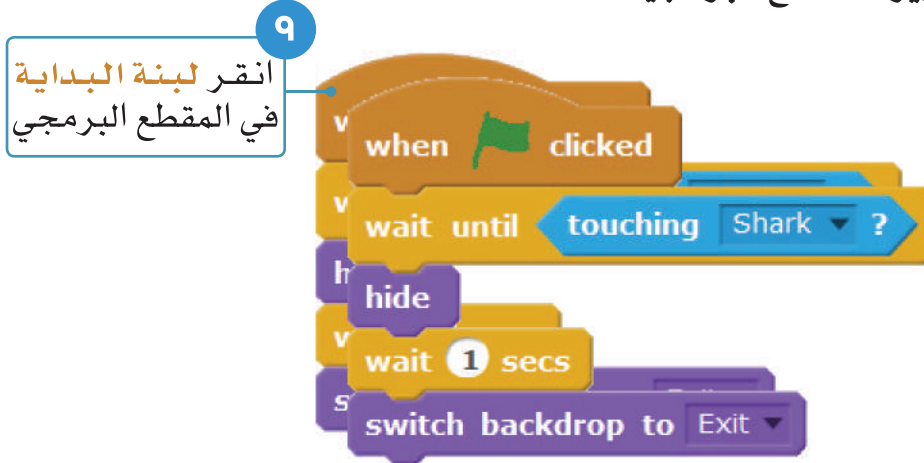 ٩
انقر لبنة البداية
في المقطع البرمجي
when clicked
wait until touching Shark ?
hide
wait 1 secs
switch backdrop to Exit